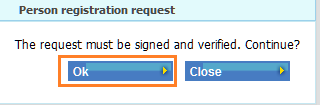 Person registration request
The request must be signed and verified. Continue?
Ok Close